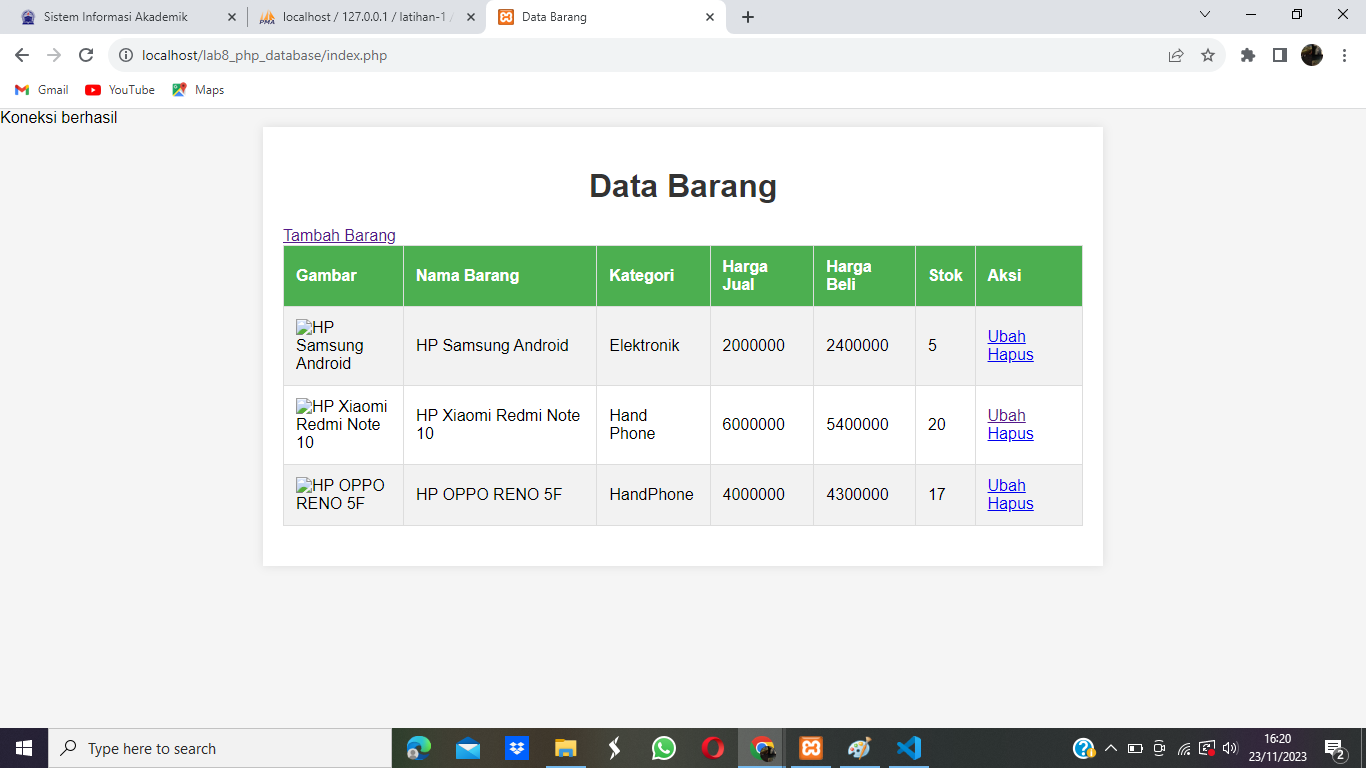 Sistem Informasi Akademik
localhost / 127.0.0.1 / latihan-1 /
Data Barang
localhost/lab8_php_database/index.php
Gmail
YouTube
Maps
Koneksi berhasil
Data Barang
Tambah Barang
Gambar Nama Barang Kategori Harga Jual Harga Beli Stok Aksi
HP Samsung Android HP Samsung Android Elektronik 2000000 2400000 5 Ubah Hapus
HP Xiaomi Redmi Note 10 HP Xiaomi Redmi Note 10 Hand Phone 6000000 5400000 20 Ubah Hapus
HP OPPO RENO 5F HP OPPO RENO 5F HandPhone 4000000 4300000 17 Ubah Hapus
Type here to search
16:20
23/11/2023
2